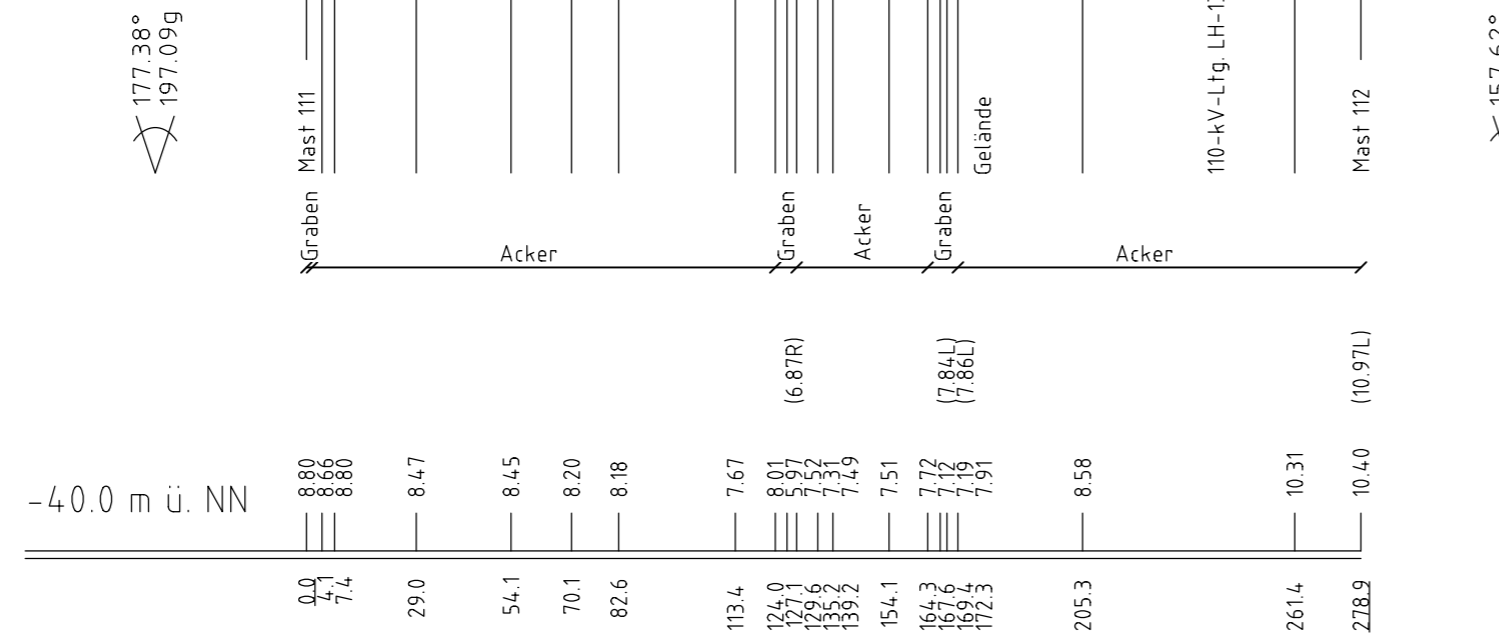 177.38°
197.09g
Mast 111
Gelände
110-kV-Ltg. LH-1
Mast 112
Graben
Acker
Graben
Acker
Graben
Acker
(6.87R)
(7.84L)
(7.86L)
(10.97L)
-40.0 m ü. NN
8.80
8.66
8.80
8.47
8.45
8.20
8.18
7.67
8.01
5.97
7.52
7.31
7.49
7.51
7.72
7.12
7.19
7.91
8.58
10.31
10.40
0.0
4.1
7.4
29.0
54.1
70.1
82.6
113.4
124.0
127.1
129.6
135.2
139.2
154.1
164.3
167.6
169.4
172.3
205.3
261.4
278.9